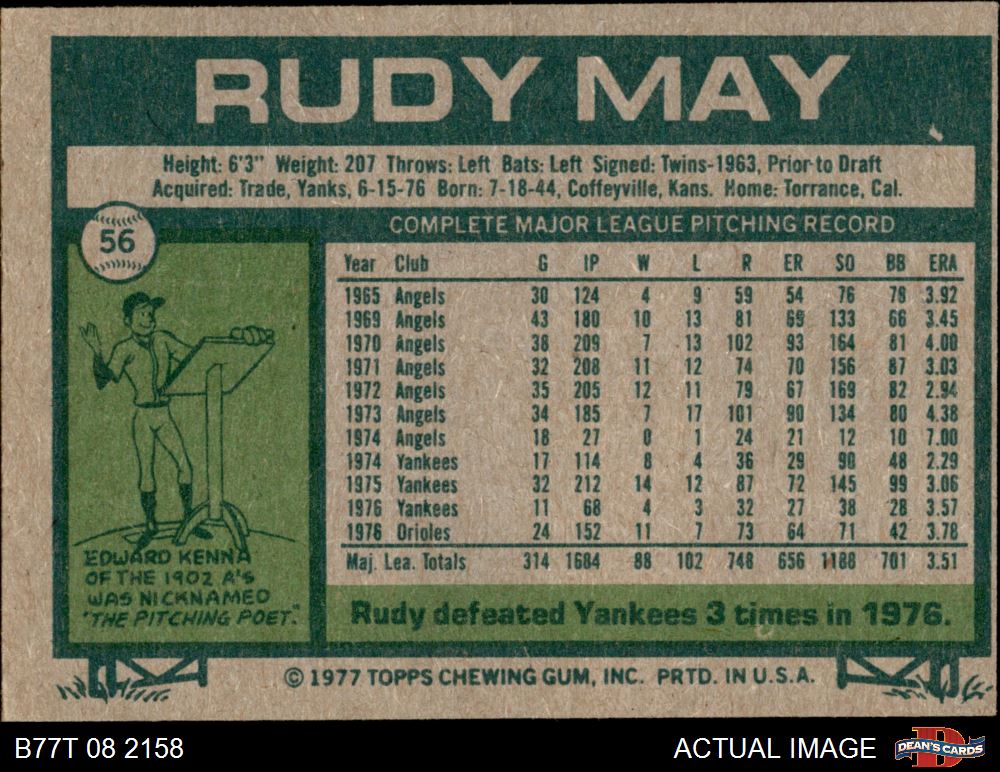 RUDY MAY
Height: 6'3" Weight: 207 Throws: Left Bats: Left Signed: Twins-1963, Prior to Draft
Acquired: Trade, Yanks, 6-15-76 Born: 7-18-44, Coffeyville, Kans. Home: Torrance, Cal.
56
COMPLETE MAJOR LEAGUE PITCHING RECORD
Year Club G IP W L R ER SO BB ERA
1965 Angels 30 124 4 9 59 54 76 78 3.92
1969 Angels 43 180 10 13 81 69 133 66 3.45
1970 Angels 38 209 7 13 102 93 164 81 4.00
1971 Angels 32 208 11 12 74 70 156 87 3.03
1972 Angels 35 205 12 11 79 67 169 82 2.94
1973 Angels 34 185 7 17 101 90 134 80 4.38
1974 Angels 18 27 0 1 24 21 12 10 7.00
1974 Yankees 17 114 8 4 36 29 90 48 2.29
1975 Yankees 32 212 14 12 87 72 145 99 3.06
1976 Yankees 11 68 4 3 32 27 38 28 3.57
1976 Orioles 24 152 11 7 73 64 71 42 3.78
Maj. Lea. Totals 314 1684 88 102 748 656 1188 701 3.51
EDWARD KENNA
OF THE 1902 A's
WAS NICKNAMED
"THE PITCHING POET."
Rudy defeated Yankees 3 times in 1976.
© 1977 TOPPS CHEWING GUM, INC. PRTD. IN U.S.A.
B77T 08 2158
ACTUAL IMAGE
D
DEAN'S CARDS